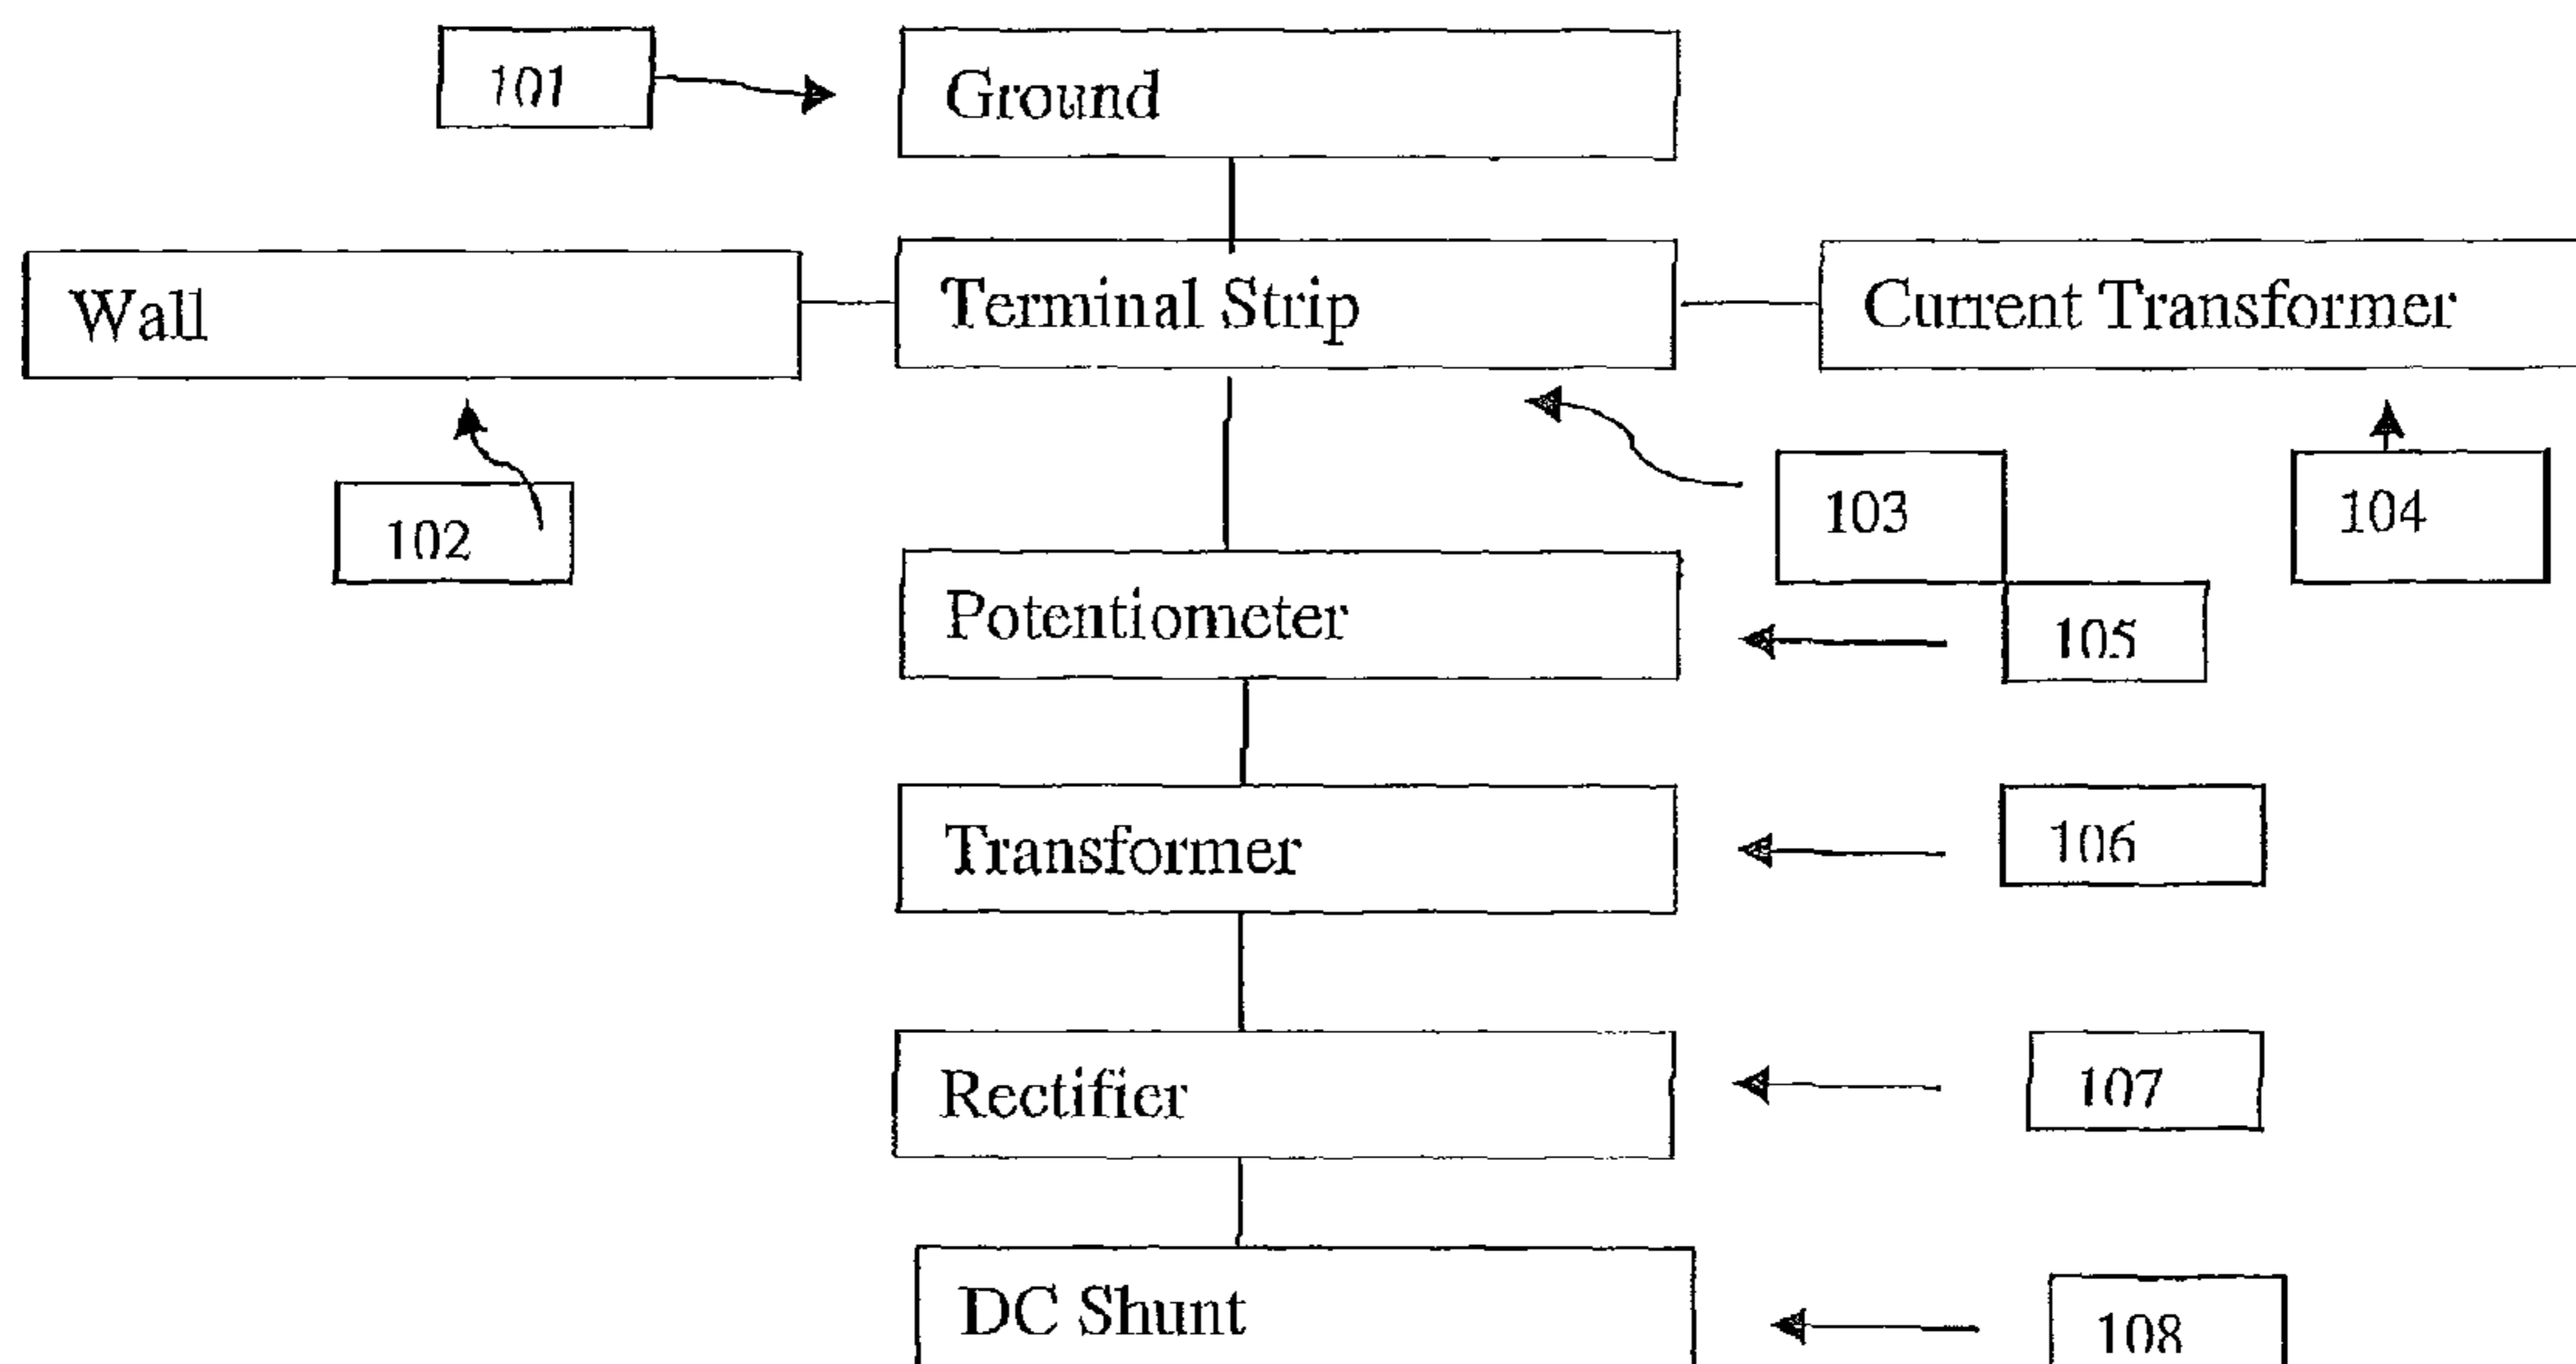 101
Ground
Wall
Terminal Strip
Current Transformer
102
103
104
Potentiometer
105
Transformer
106
Rectifier
107
DC Shunt
108